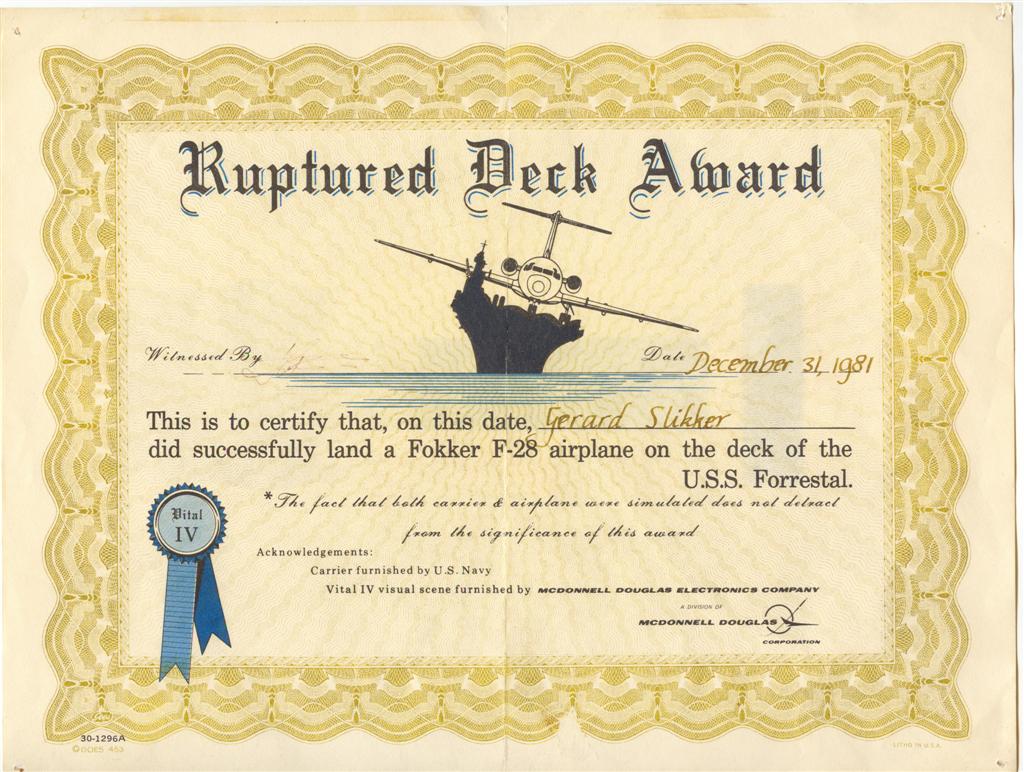 Ruptured Deck Award
Witnessed By
Date December 31, 1981
This is to certify that, on this date, Gerard Slikker
did successfully land a Fokker F-28 airplane on the deck of the
U.S.S. Forrestal.
*The fact that both carrier & airplane were simulated does not detract
from the significance of this award
Vital
IV
Acknowledgements:
Carrier furnished by U.S. Navy
Vital IV visual scene furnished by MCDONNELL DOUGLAS ELECTRONICS COMPANY
A DIVISION OF
MCDONNELL DOUGLAS
CORPORATION
30-1296A
©GOES 453
LITHO IN U.S.A.